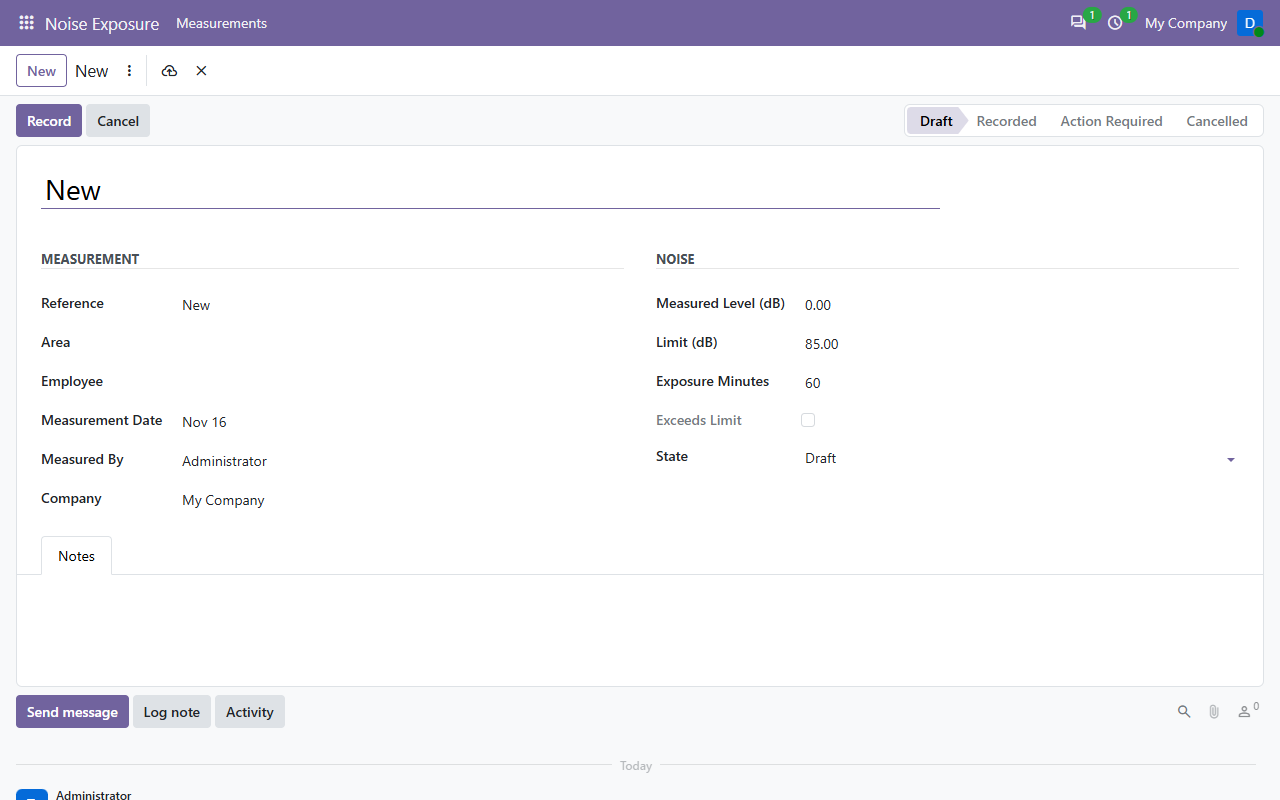 Noise Exposure Measurements 1 1 My Company D
New New
Record Cancel Draft Recorded Action Required Cancelled
New
MEASUREMENT NOISE
Reference New Measured Level (dB) 0.00
Area Limit (dB) 85.00
Employee Exposure Minutes 60
Measurement Date Nov 16 Exceeds Limit
Measured By Administrator State Draft
Company My Company
Notes
Send message Log note Activity 0
Today
Administrator